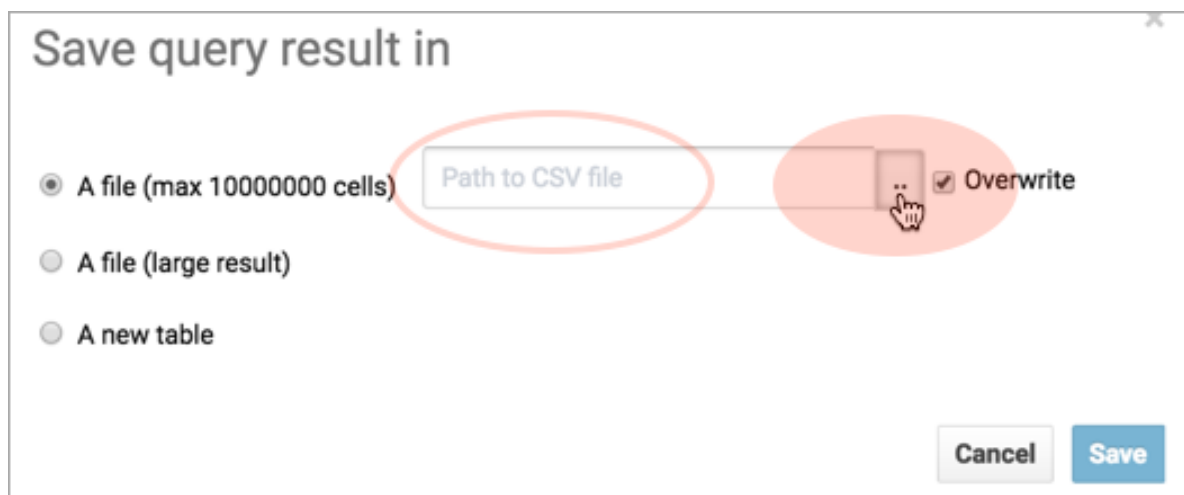 Save query result in
A file (max 10000000 cells) Path to CSV file .. Overwrite
A file (large result)
A new table
Cancel Save